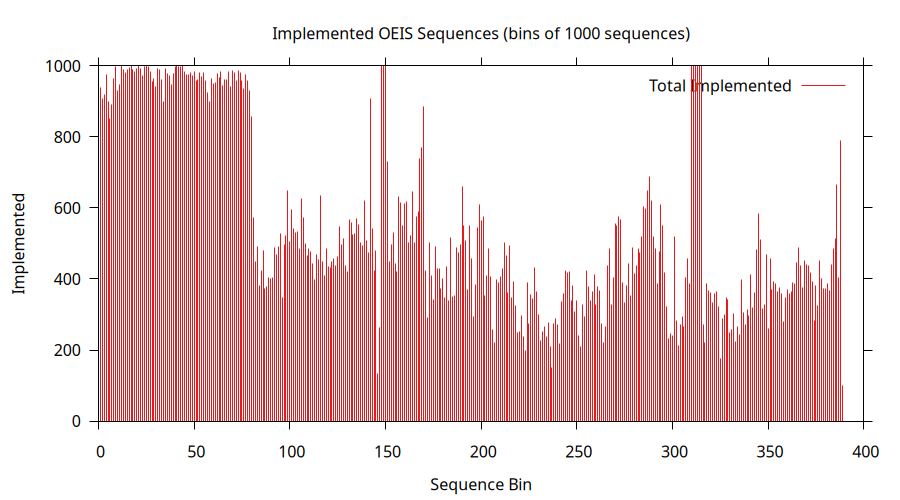 Implemented OEIS Sequences (bins of 1000 sequences)
Total Implemented
Implemented
1000
800
600
400
200
0
0 50 100 150 200 250 300 350 400
Sequence Bin